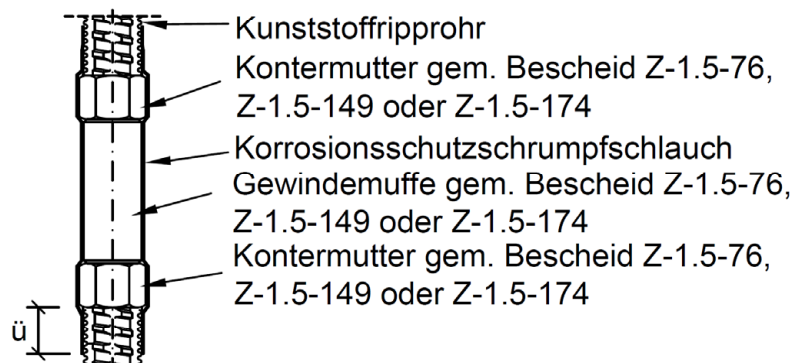 Kunststoffripprohr
Kontermutter gem. Bescheid Z-1.5-76,
Z-1.5-149 oder Z-1.5-174
Korrosionsschutzschrumpfschlauch
Gewindemuffe gem. Bescheid Z-1.5-76,
Z-1.5-149 oder Z-1.5-174
Kontermutter gem. Bescheid Z-1.5-76,
Z-1.5-149 oder Z-1.5-174
ü